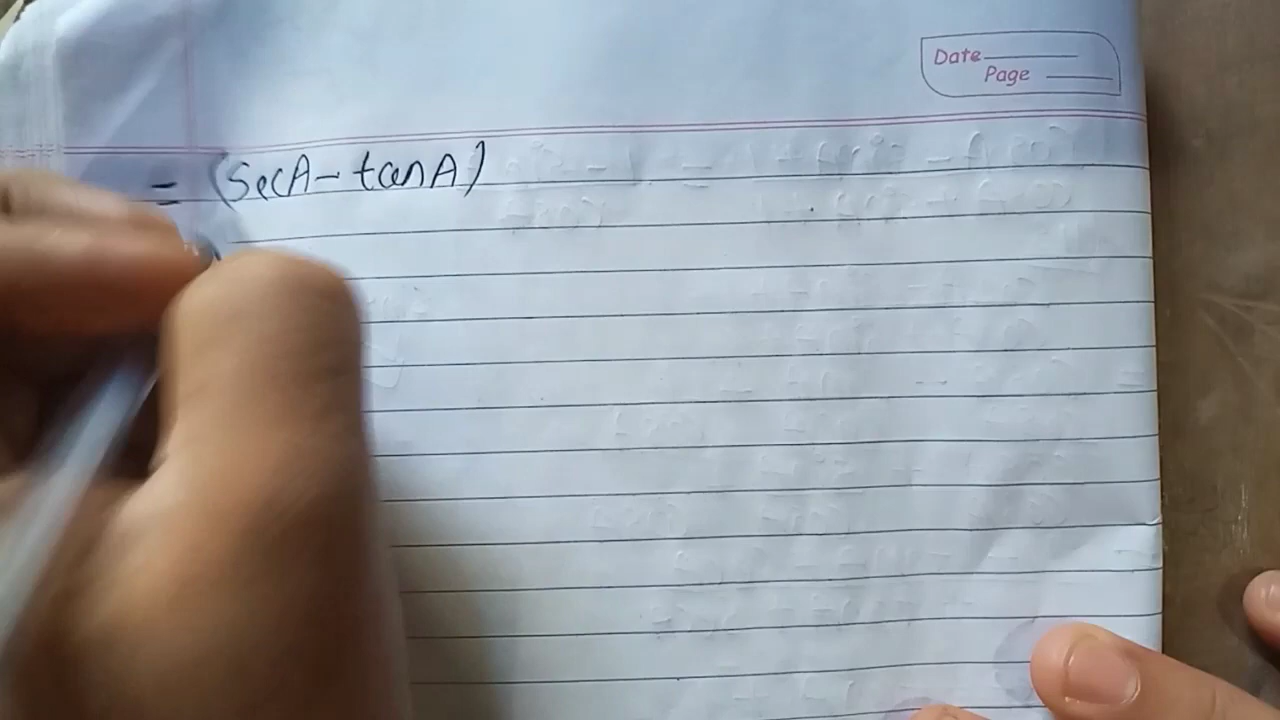 Date
Page
= (SecA - tanA)